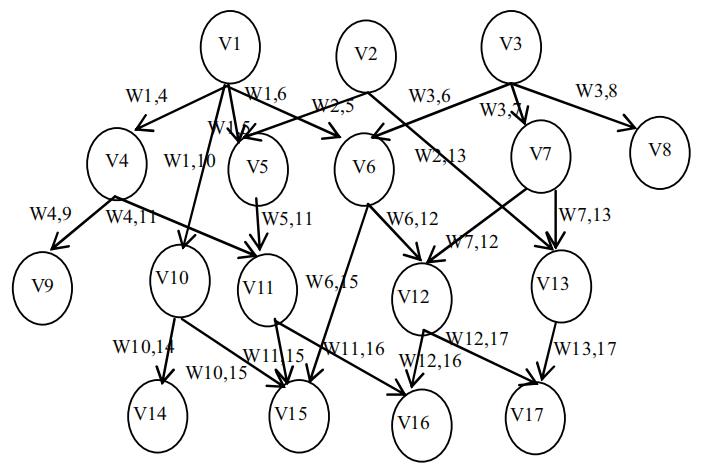 V1
V2
V3
W1,4
W1,6
W2,5
W3,6
W3,7
W3,8
W1,5
V4
W1,10
V5
V6
W2,13
V7
V8
W4,9
W4,11
W5,11
W6,12
W7,12
W7,13
V9
V10
V11
W6,15
V12
V13
W10,14
W10,15
W11,15
W11,16
W12,16
W12,17
W13,17
V14
V15
V16
V17